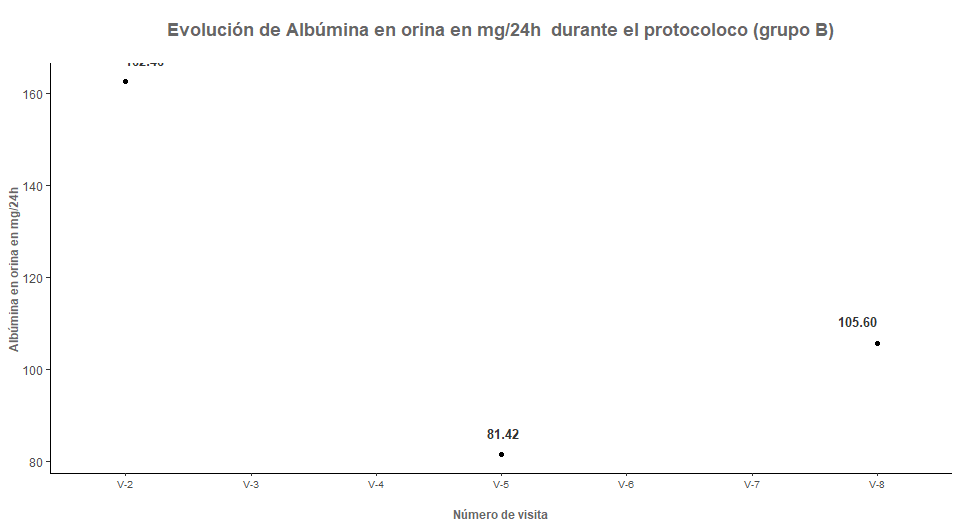 Evolución de Albúmina en orina en mg/24h  durante el protocoloco (grupo B)
160
140
120
100
80
Albúmina en orina en mg/24h
81.42
105.60
V-2 V-3 V-4 V-5 V-6 V-7 V-8
Número de visita